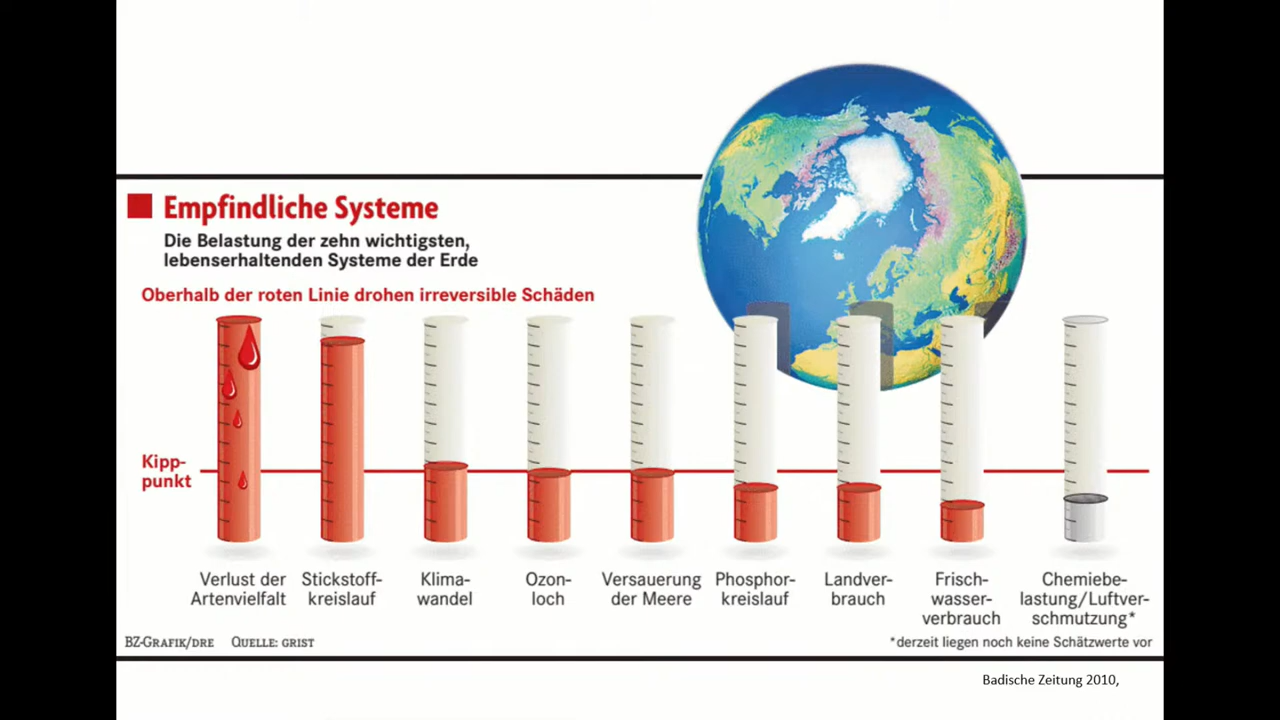 Empfindliche Systeme
Die Belastung der zehn wichtigsten,
lebenserhaltenden Systeme der Erde
Oberhalb der roten Linie drohen irreversible Schäden
Kipp-
punkt
Verlust der
Artenvielfalt
Stickstoff-
kreislauf
Klima-
wandel
Ozon-
loch
Versauerung
der Meere
Phosphor-
kreislauf
Landver-
brauch
Frisch-
wasser-
verbrauch
Chemiebe-
lastung/Luftver-
schmutzung*
BZ-Grafik/dre Quelle: grist
*derzeit liegen noch keine Schätzwerte vor
Badische Zeitung 2010,